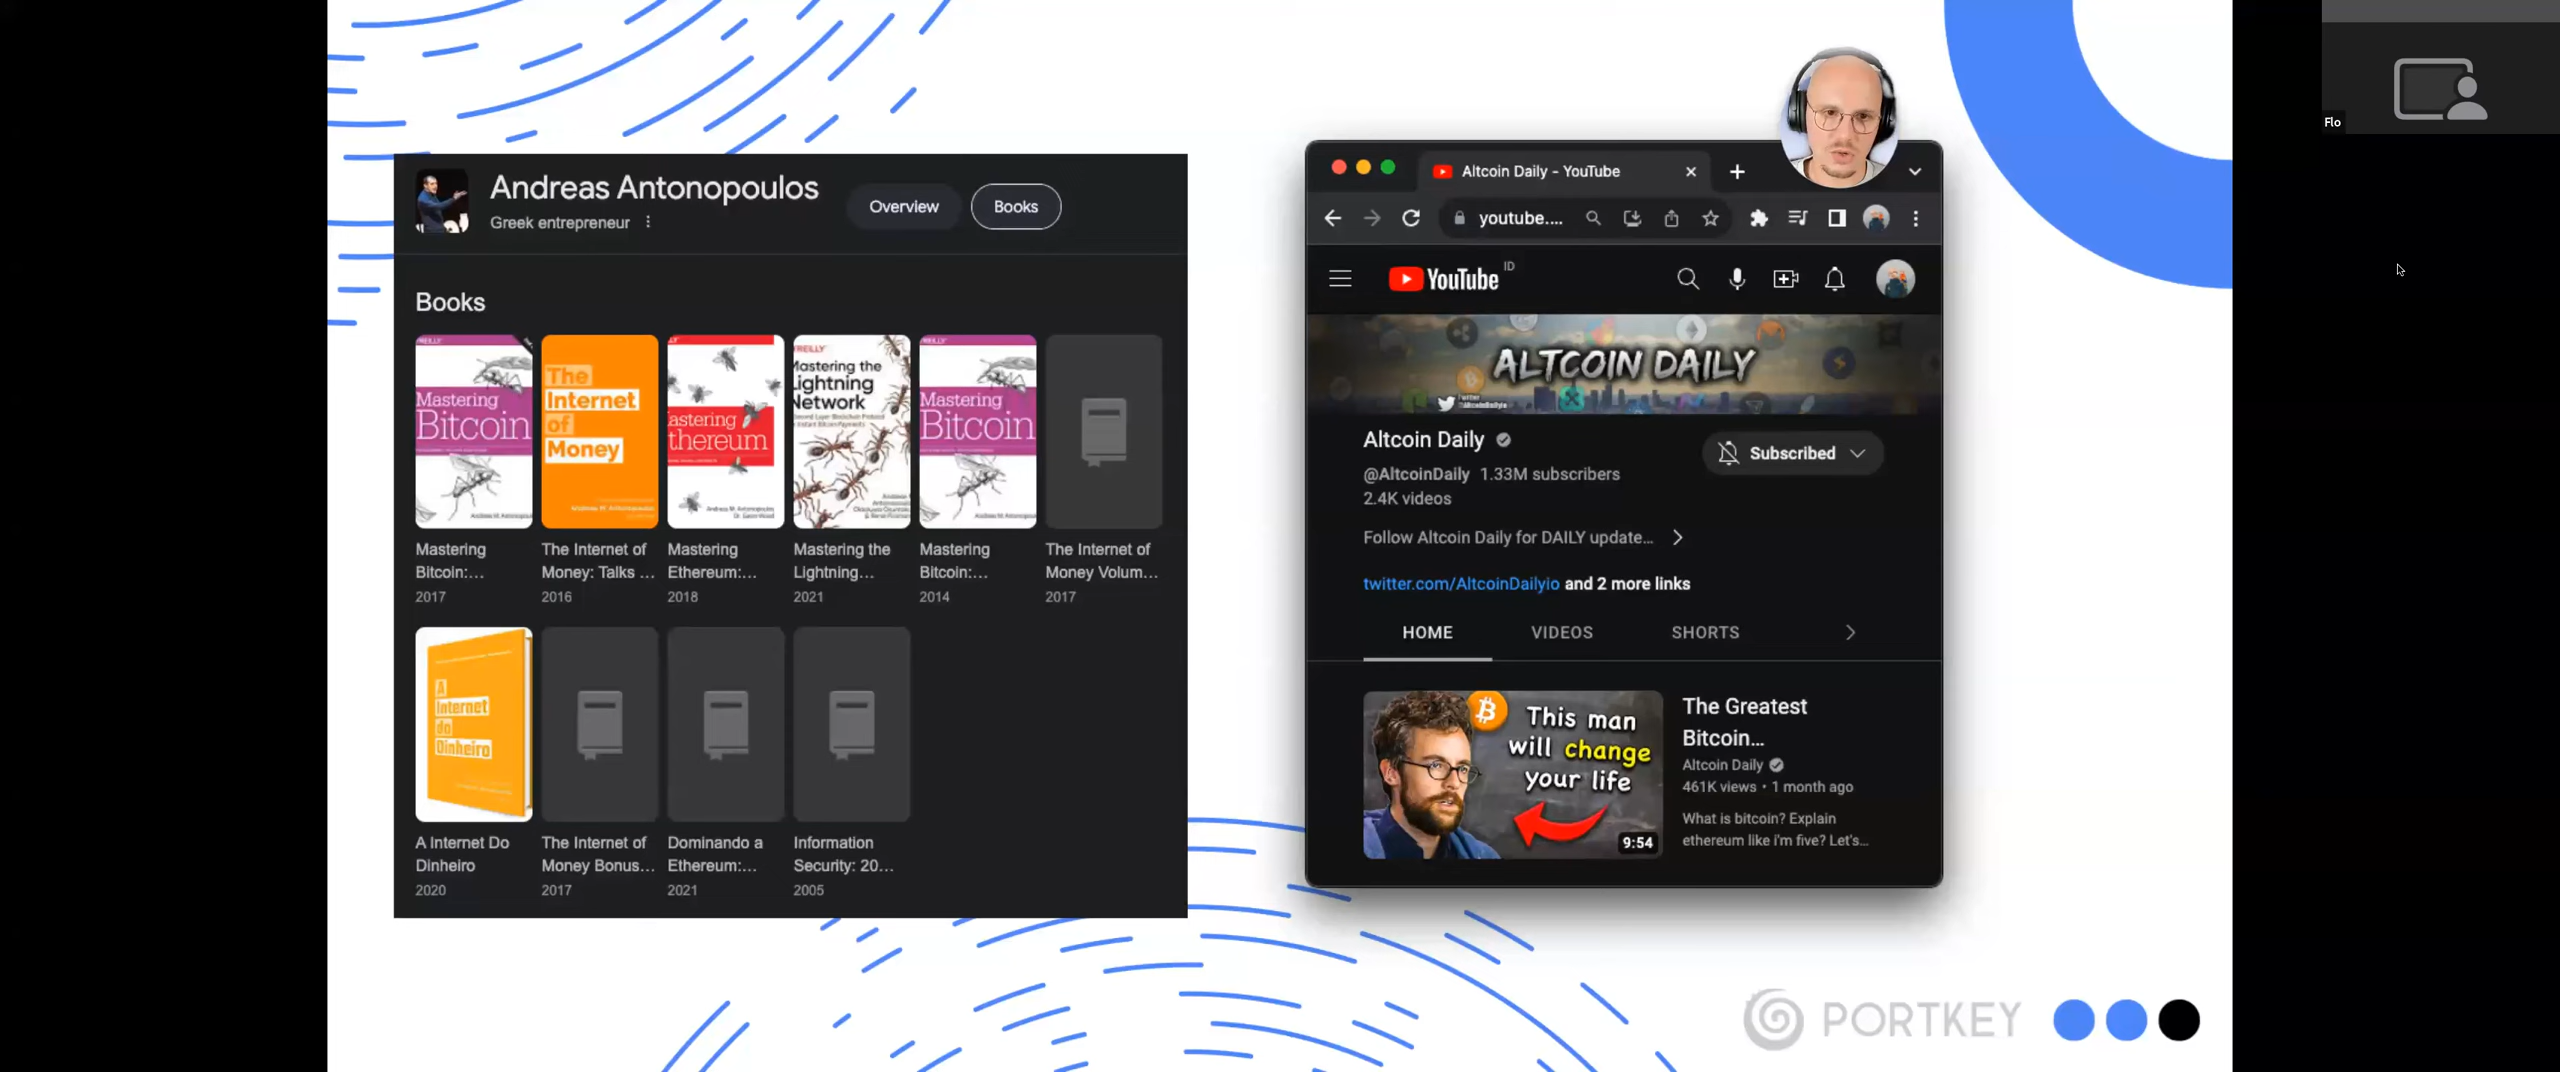 Andreas Antonopoulos
Greek entrepreneur
Overview
Books
Books
Mastering
Bitcoin
The
Internet
of
Money
astering
thereum
Mastering the
Lightning
Network
Mastering
Bitcoin
Mastering
Bitcoin:...
2017
The Internet of
Money: Talks ...
2016
Mastering
Ethereum:...
2018
Mastering the
Lightning...
2021
Mastering
Bitcoin:...
2014
The Internet of
Money Volum...
2017
A
Internet
do
Dinheiro
A Internet Do
Dinheiro
2020
The Internet of
Money Bonus...
2017
Dominando a
Ethereum:...
2021
Information
Security: 20...
2005
Altcoin Daily - YouTube
youtube....
YouTube ID
ALTCOIN DAILY
Altcoin Daily
@AltcoinDaily 1.33M subscribers
2.4K videos
Subscribed
Follow Altcoin Daily for DAILY update...
twitter.com/AltcoinDailyio and 2 more links
HOME VIDEOS SHORTS
This man
will change
your life
9:54
The Greatest
Bitcoin...
Altcoin Daily
461K views • 1 month ago
What is bitcoin? Explain
ethereum like i'm five? Let's...
PORTKEY
Flo